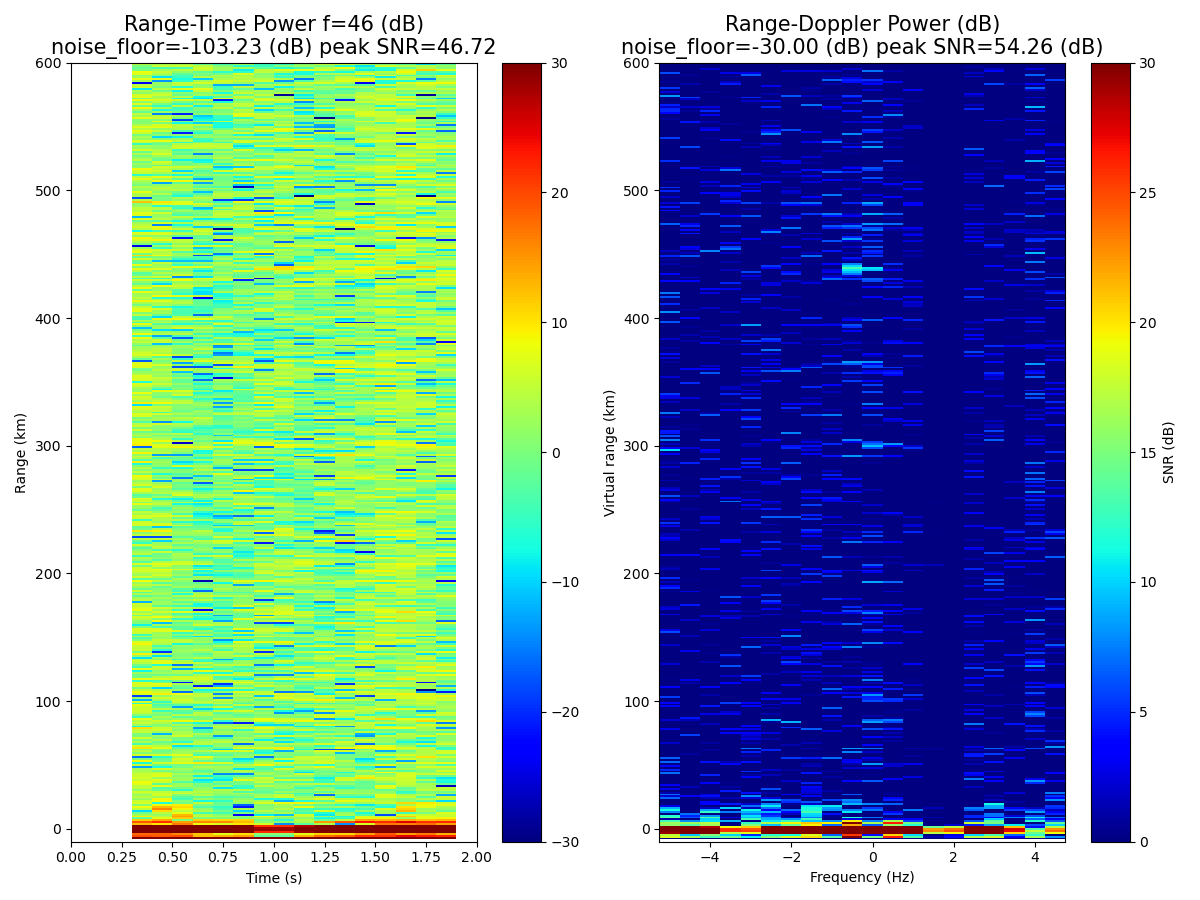 Range-Time Power f=46 (dB)
noise_floor=-103.23 (dB) peak SNR=46.72
600
500
400
300
200
100
0
Range (km)
0.00 0.25 0.50 0.75 1.00 1.25 1.50 1.75 2.00
Time (s)
30
20
10
0
−10
−20
−30
Range-Doppler Power (dB)
noise_floor=-30.00 (dB) peak SNR=54.26 (dB)
600
500
400
300
200
100
0
Virtual range (km)
−4 −2 0 2 4
Frequency (Hz)
30
25
20
15
10
5
0
SNR (dB)